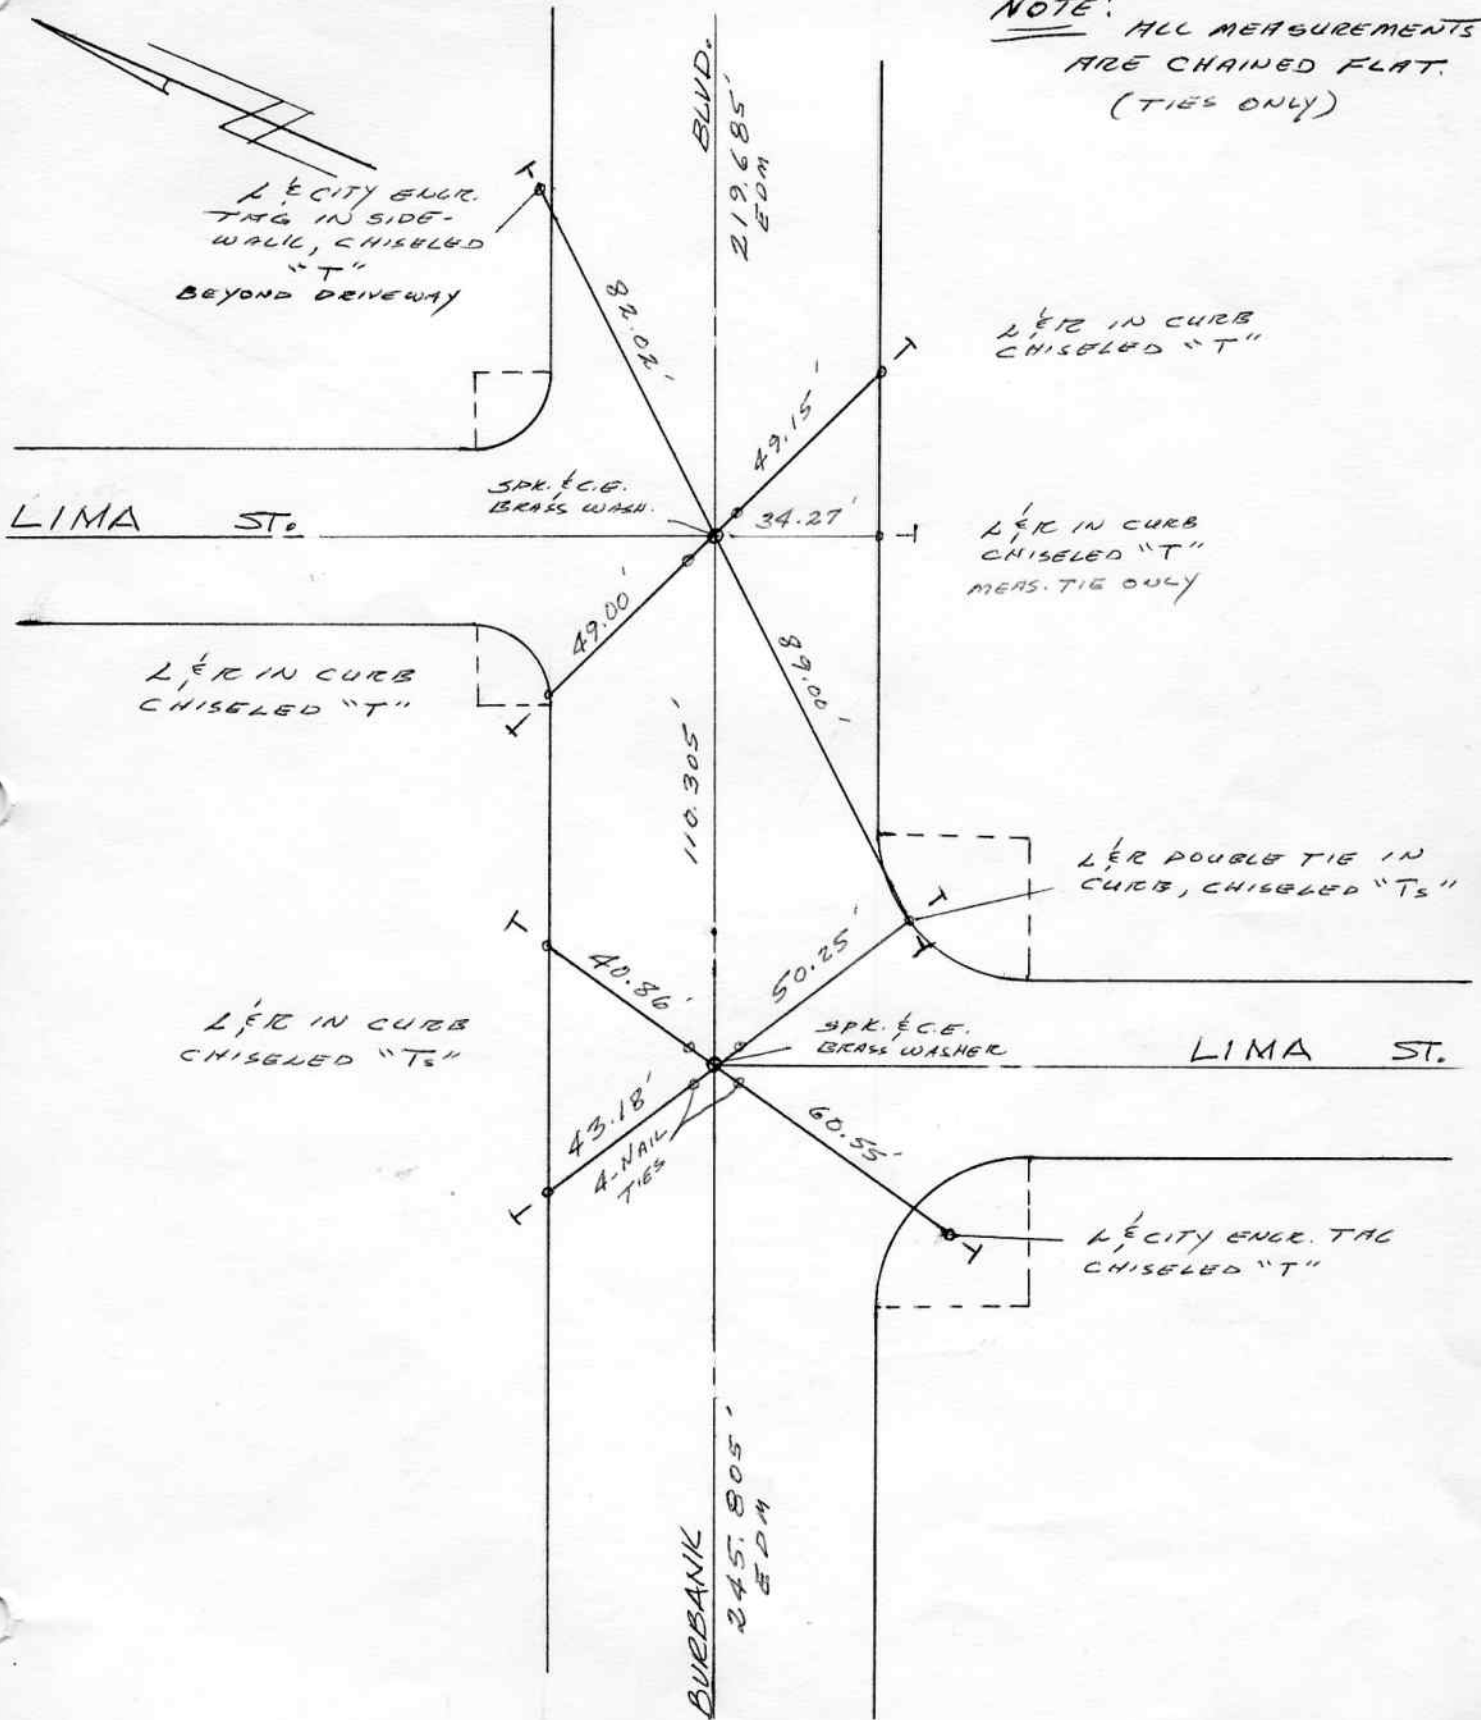 NOTE:
ALL MEASUREMENTS
ARE CHAINED FLAT.
(TIES ONLY)
BLVD.
219.685'
EDM
L & CITY ENGR.
TAG IN SIDE-
WALK, CHISELED
"T"
BEYOND DRIVEWAY
T
82.02'
T
L & R IN CURB
CHISELED "T"
49.15'
SPK. & C.E.
BRASS WASH.
LIMA ST.
34.27'
T
L & R IN CURB
CHISELED "T"
MEAS. TIE ONLY
49.00'
89.00'
L & R IN CURB
CHISELED "T"
T
110.305'
L & R DOUBLE TIE IN
CURB, CHISELED "Ts"
T
T
T
40.86'
50.25'
L & R IN CURB
CHISELED "Ts"
SPK. & C.E.
BRASS WASHER
LIMA ST.
43.18'
4-NAIL
TIES
60.55'
T
T
L & CITY ENGR. TAG
CHISELED "T"
BURBANK
245.805'
EDM